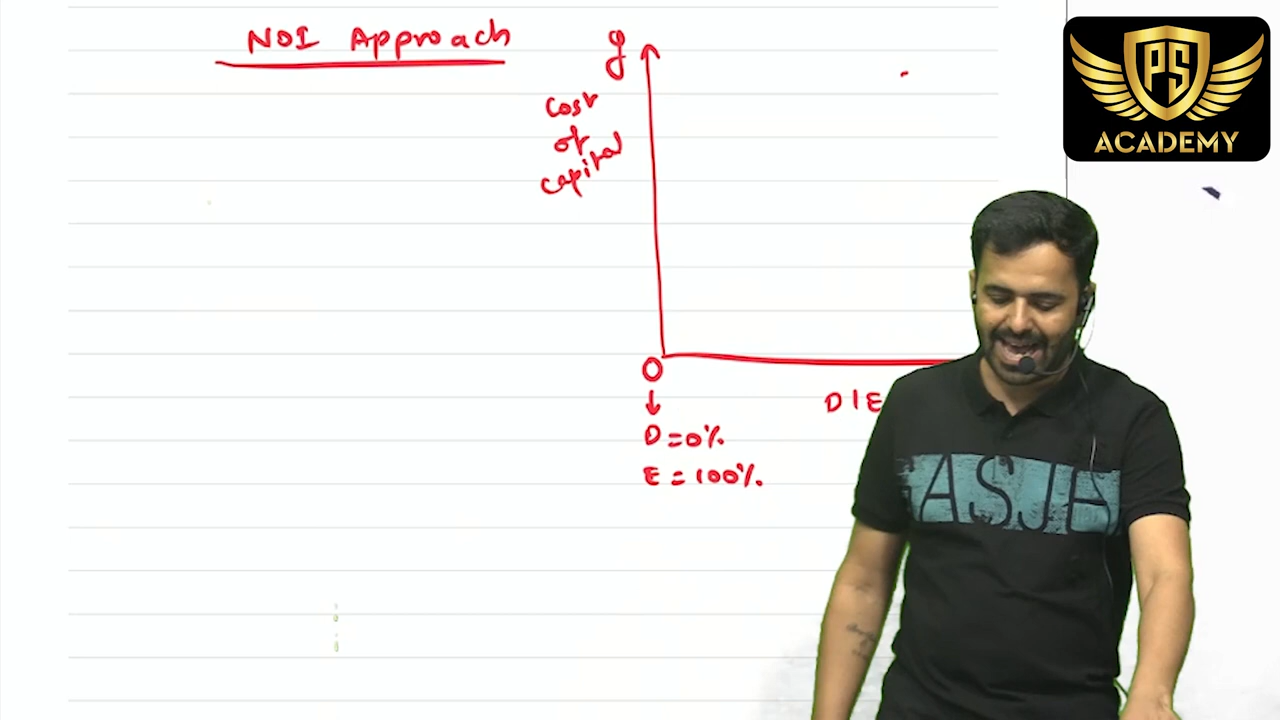 NOI Approach
y
Cost
of
capital
O
↓
D = 0%
E = 100%.
D/E
PS
ACADEMY
ASJ